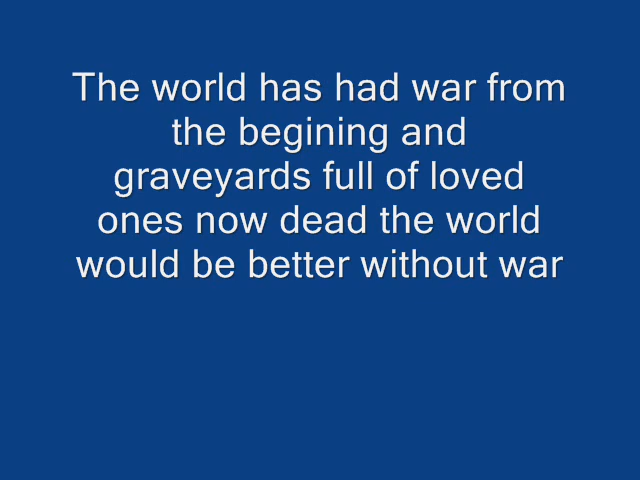 The world has had war from
the begining and
graveyards full of loved
ones now dead the world
would be better without war